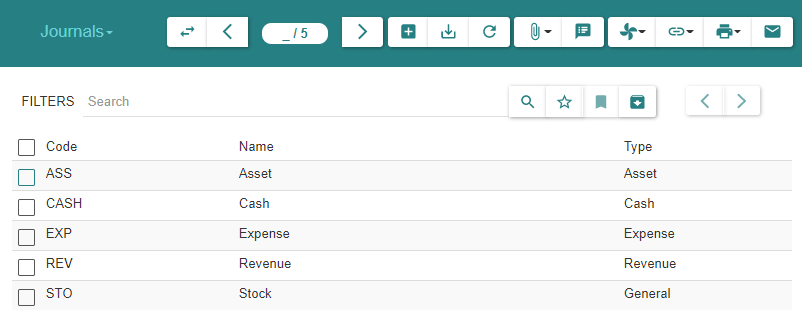 Journals
_ / 5
FILTERS Search
Code Name Type
ASS Asset Asset
CASH Cash Cash
EXP Expense Expense
REV Revenue Revenue
STO Stock General